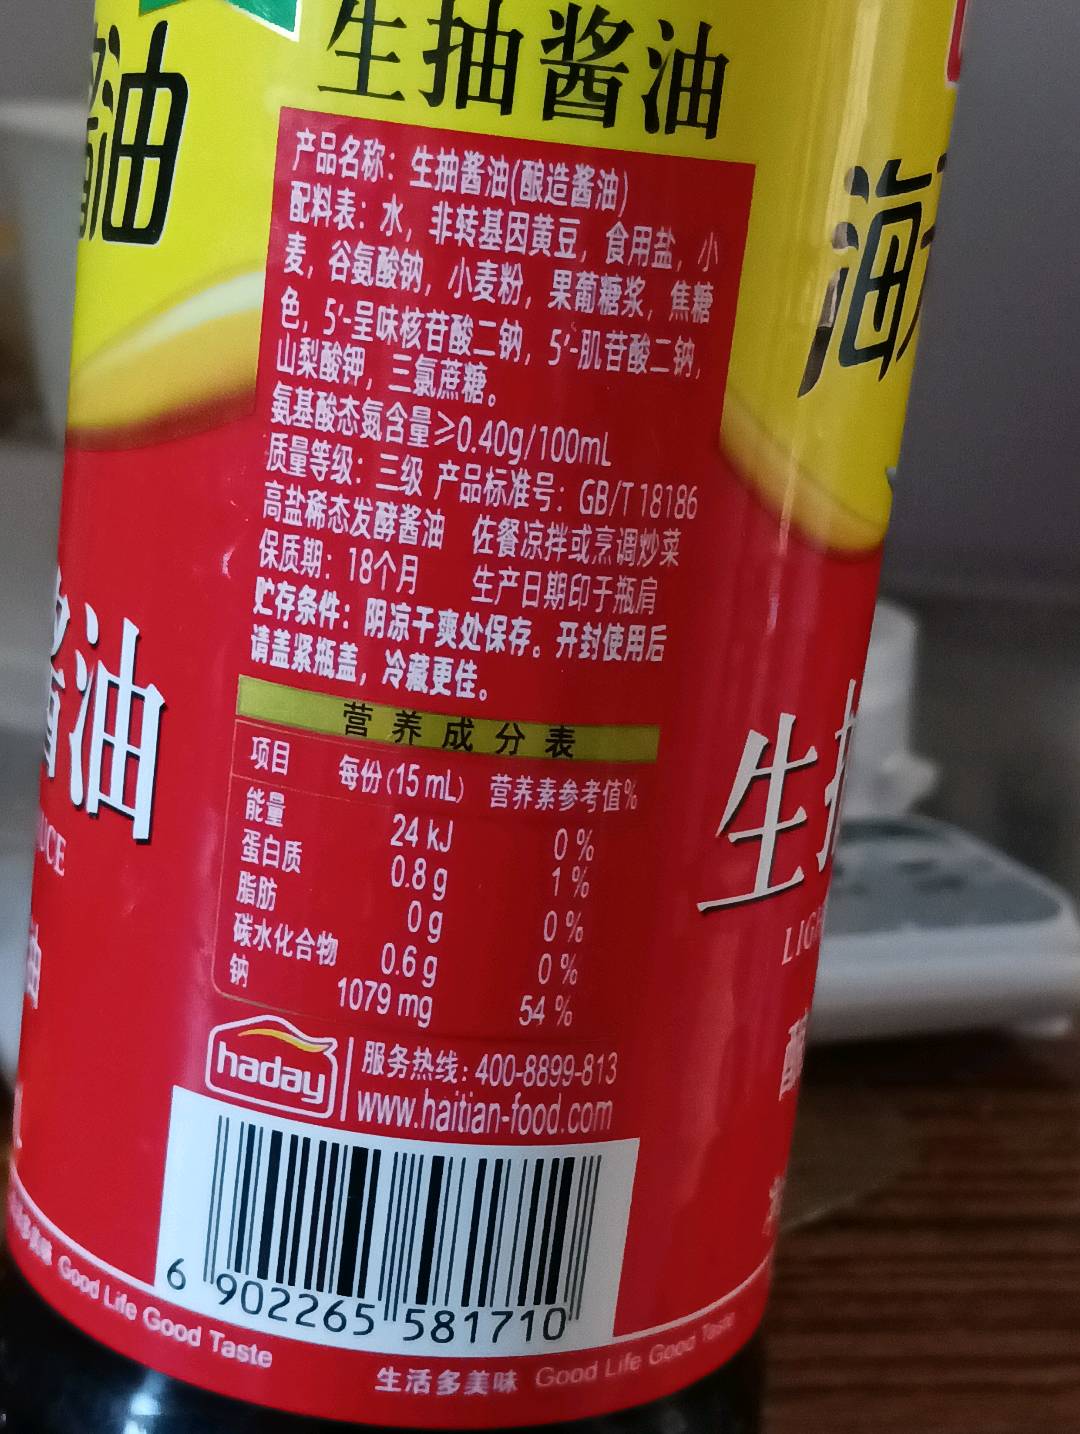 生抽酱油
产品名称：生抽酱油(酿造酱油)
配料表：水，非转基因黄豆，食用盐，小
麦，谷氨酸钠，小麦粉，果葡糖浆，焦糖
色，5′-呈味核苷酸二钠，5′-肌苷酸二钠，
山梨酸钾，三氯蔗糖。
氨基酸态氮含量≥0.40g/100mL
质量等级：三级 产品标准号：GB/T 18186
高盐稀态发酵酱油 佐餐凉拌或烹调炒菜
保质期：18个月 生产日期印于瓶肩
贮存条件：阴凉干爽处保存。开封使用后
请盖紧瓶盖，冷藏更佳。
营养成分表
项目 每份(15 mL) 营养素参考值%
能量 24 kJ 0 %
蛋白质 0.8 g 1 %
脂肪 0 g 0 %
碳水化合物 0.6 g 0 %
钠 1079 mg 54 %
haday
服务热线：400-8899-813
www.haitian-food.com
6 902265 581710
Good Life Good Taste
生活多美味 Good Life Good Taste
酱油
酱油
海
生抽